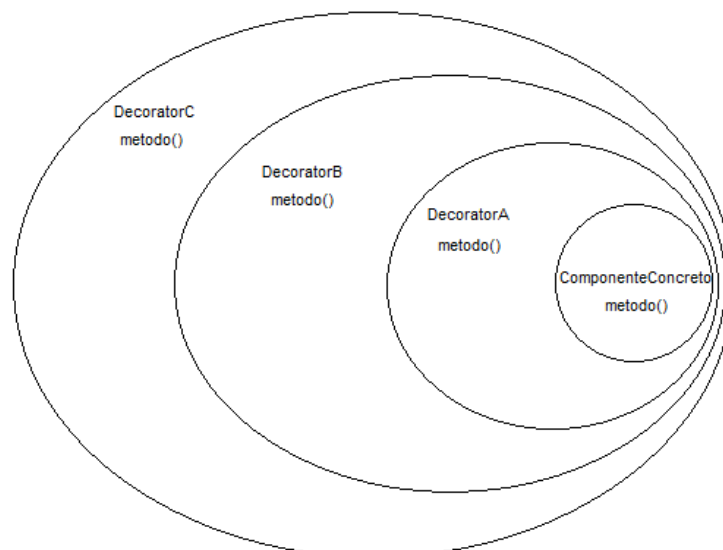 DecoratorC
metodo()
DecoratorB
metodo()
DecoratorA
metodo()
ComponenteConcreto
metodo()